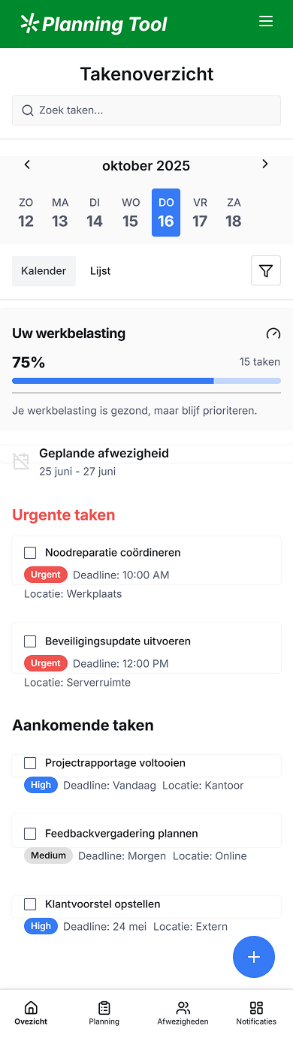 Planning Tool
Takenoverzicht
Zoek taken...
oktober 2025
ZO MA DI WO DO VR ZA
12 13 14 15 16 17 18
Kalender Lijst
Uw werkbelasting
75% 15 taken
Je werkbelasting is gezond, maar blijf prioriteren.
Geplande afwezigheid
25 juni - 27 juni
Urgente taken
Noodreparatie coördineren
Urgent Deadline: 10:00 AM
Locatie: Werkplaats
Beveiligingsupdate uitvoeren
Urgent Deadline: 12:00 PM
Locatie: Serverruimte
Aankomende taken
Projectrapportage voltooien
High Deadline: Vandaag Locatie: Kantoor
Feedbackvergadering plannen
Medium Deadline: Morgen Locatie: Online
Klantvoorstel opstellen
High Deadline: 24 mei Locatie: Extern
Overzicht Planning Afwezigheden Notificaties